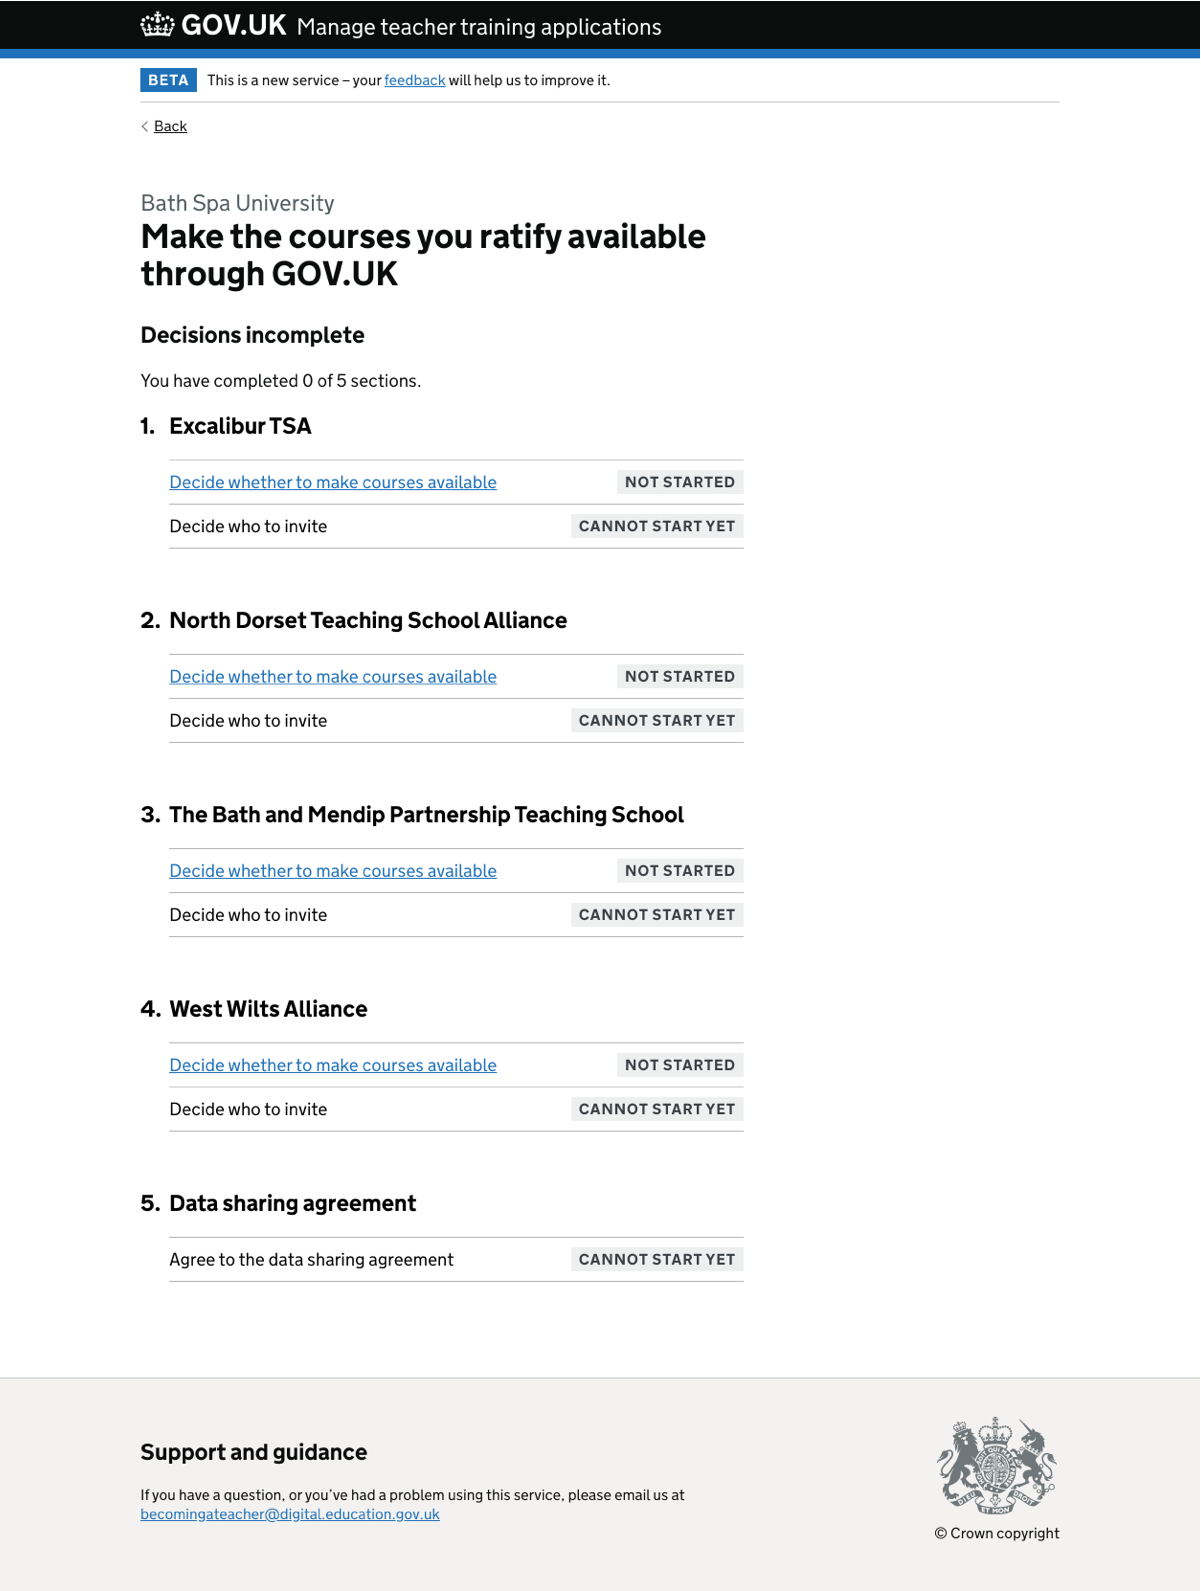 GOV.UK Manage teacher training applications
BETA This is a new service – your feedback will help us to improve it.
Back
Bath Spa University
Make the courses you ratify available
through GOV.UK
Decisions incomplete
You have completed 0 of 5 sections.
1. Excalibur TSA
Decide whether to make courses available NOT STARTED
Decide who to invite CANNOT START YET
2. North Dorset Teaching School Alliance
Decide whether to make courses available NOT STARTED
Decide who to invite CANNOT START YET
3. The Bath and Mendip Partnership Teaching School
Decide whether to make courses available NOT STARTED
Decide who to invite CANNOT START YET
4. West Wilts Alliance
Decide whether to make courses available NOT STARTED
Decide who to invite CANNOT START YET
5. Data sharing agreement
Agree to the data sharing agreement CANNOT START YET
Support and guidance
If you have a question, or you’ve had a problem using this service, please email us at
becomingateacher@digital.education.gov.uk
DIEU ET MON DROIT
© Crown copyright